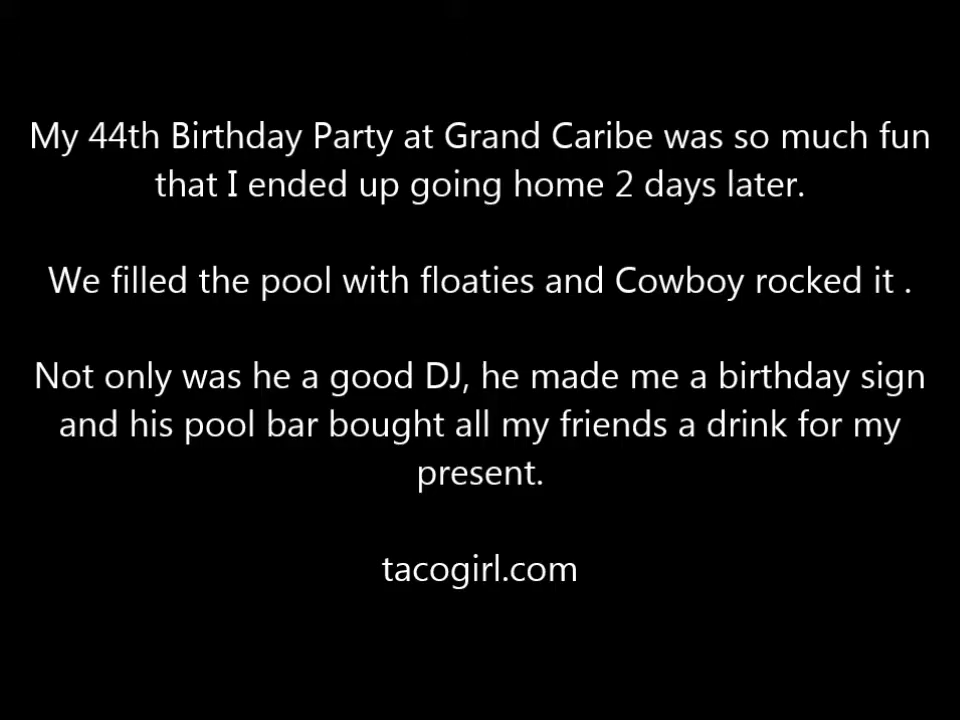 My 44th Birthday Party at Grand Caribe was so much fun
that I ended up going home 2 days later.
We filled the pool with floaties and Cowboy rocked it .
Not only was he a good DJ, he made me a birthday sign
and his pool bar bought all my friends a drink for my
present.
tacogirl.com